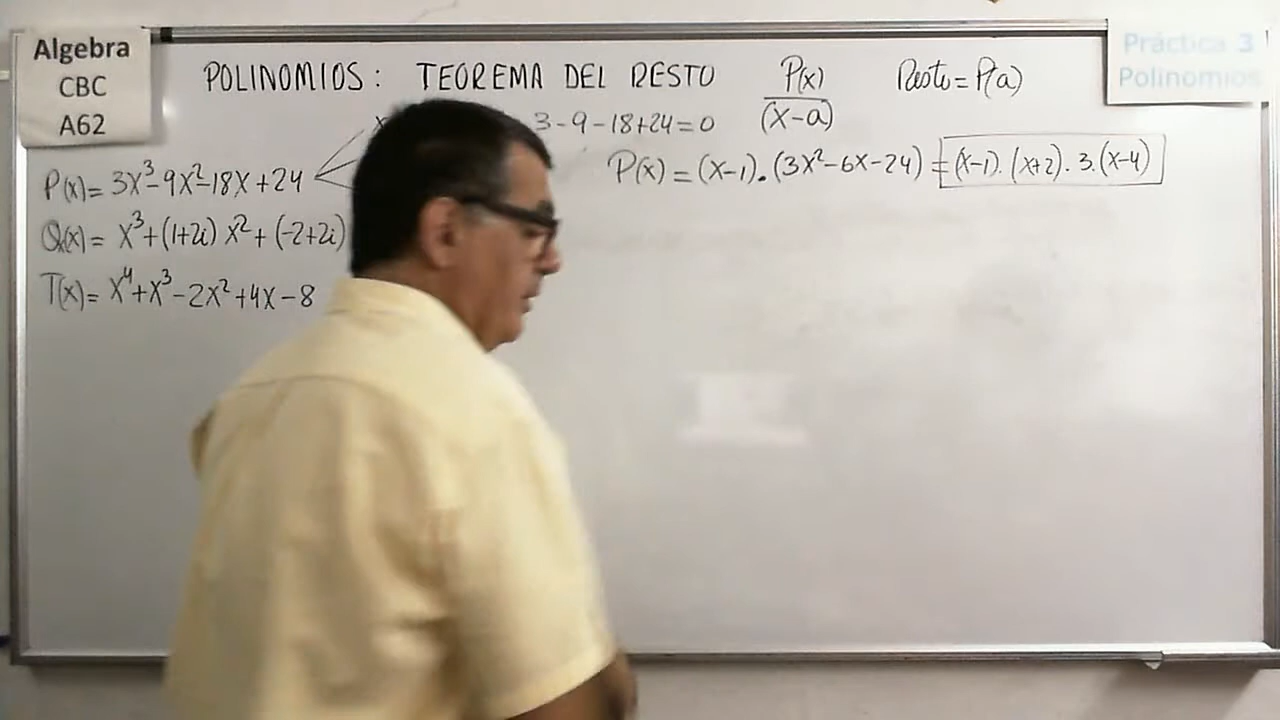 Algebra
CBC
A62
Práctica 3
Polinomios
POLINOMIOS: TEOREMA DEL RESTO
P(x)
(x-a)
Resto = P(a)
x
3-9-18+24=0
P(x) = 3x³-9x²-18x+24
P(x) = (x-1).(3x²-6x-24) = (x-1).(x+2).3.(x-4)
Q(x) = x³+(1+2i)x²+(-2+2i)
T(x) = x⁴+x³-2x²+4x-8